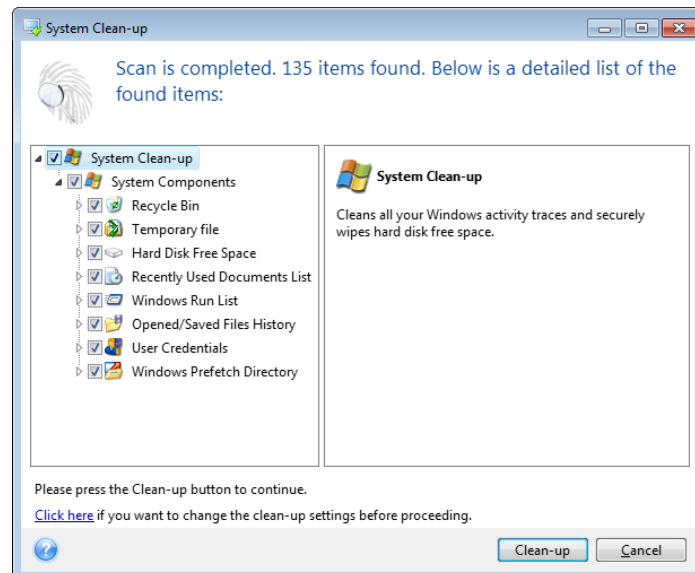 System Clean-up
Scan is completed. 135 items found. Below is a detailed list of the
found items:
System Clean-up
System Components
Recycle Bin
Temporary file
Hard Disk Free Space
Recently Used Documents List
Windows Run List
Opened/Saved Files History
User Credentials
Windows Prefetch Directory
System Clean-up
Cleans all your Windows activity traces and securely
wipes hard disk free space.
Please press the Clean-up button to continue.
Click here if you want to change the clean-up settings before proceeding.
Clean-up
Cancel